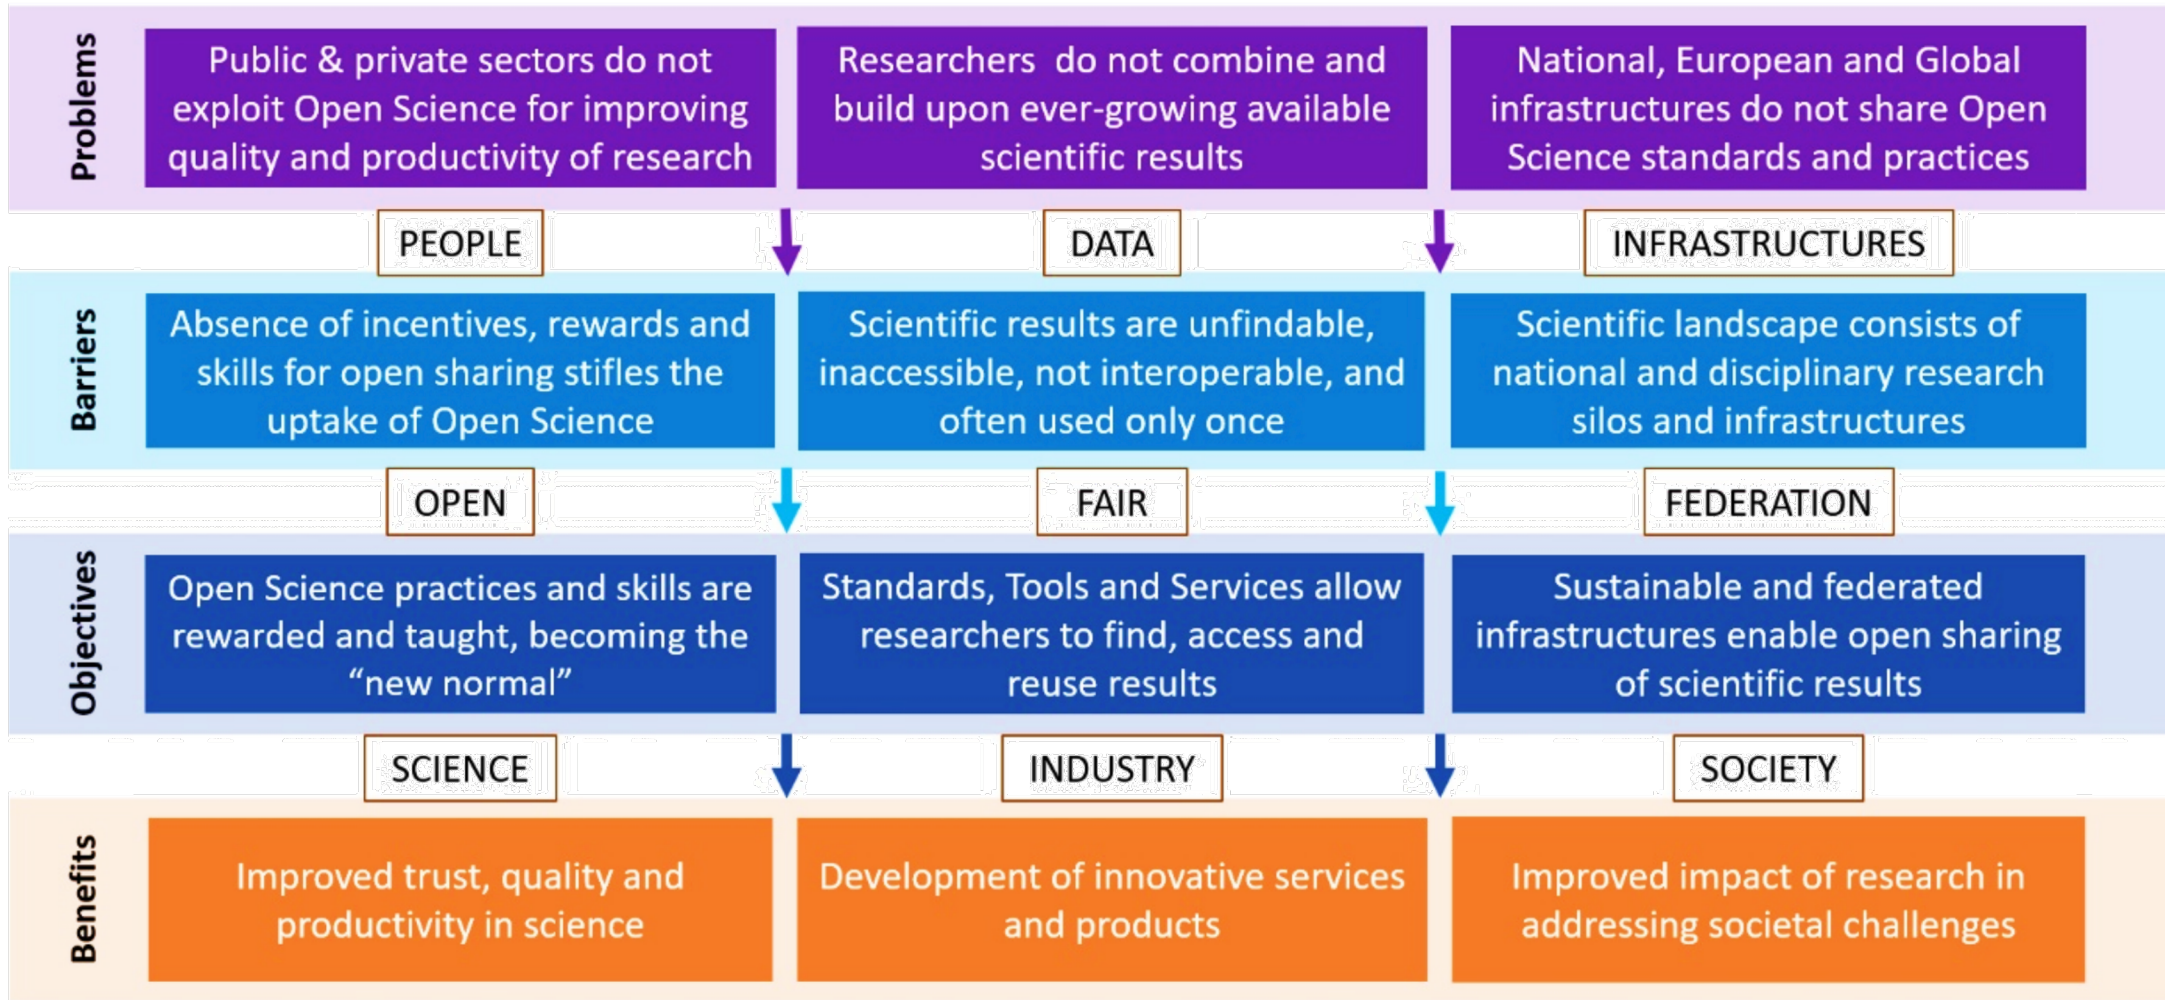 Problems
Public & private sectors do not
exploit Open Science for improving
quality and productivity of research
Researchers do not combine and
build upon ever-growing available
scientific results
National, European and Global
infrastructures do not share Open
Science standards and practices
PEOPLE
DATA
INFRASTRUCTURES
Barriers
Absence of incentives, rewards and
skills for open sharing stifles the
uptake of Open Science
Scientific results are unfindable,
inaccessible, not interoperable, and
often used only once
Scientific landscape consists of
national and disciplinary research
silos and infrastructures
OPEN
FAIR
FEDERATION
Objectives
Open Science practices and skills are
rewarded and taught, becoming the
“new normal”
Standards, Tools and Services allow
researchers to find, access and
reuse results
Sustainable and federated
infrastructures enable open sharing
of scientific results
SCIENCE
INDUSTRY
SOCIETY
Benefits
Improved trust, quality and
productivity in science
Development of innovative services
and products
Improved impact of research in
addressing societal challenges